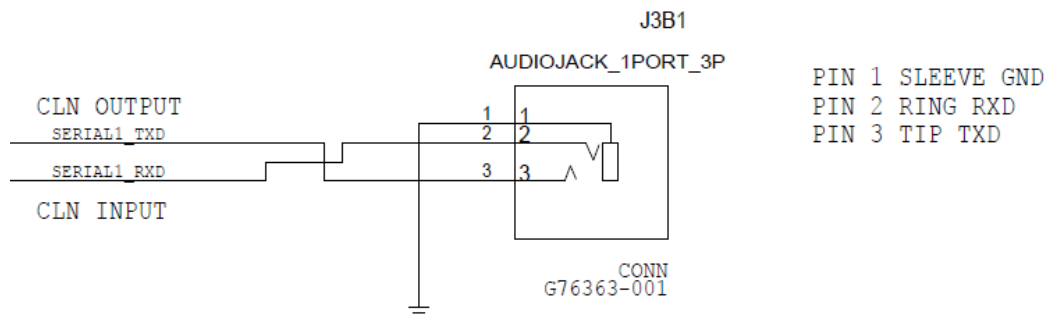 J3B1
AUDIOJACK_1PORT_3P
PIN 1 SLEEVE GND
PIN 2 RING RXD
PIN 3 TIP TXD
CLN OUTPUT
SERIAL1_TXD
SERIAL1_RXD
CLN INPUT
1 1
2 2
3 3
CONN
G76363-001